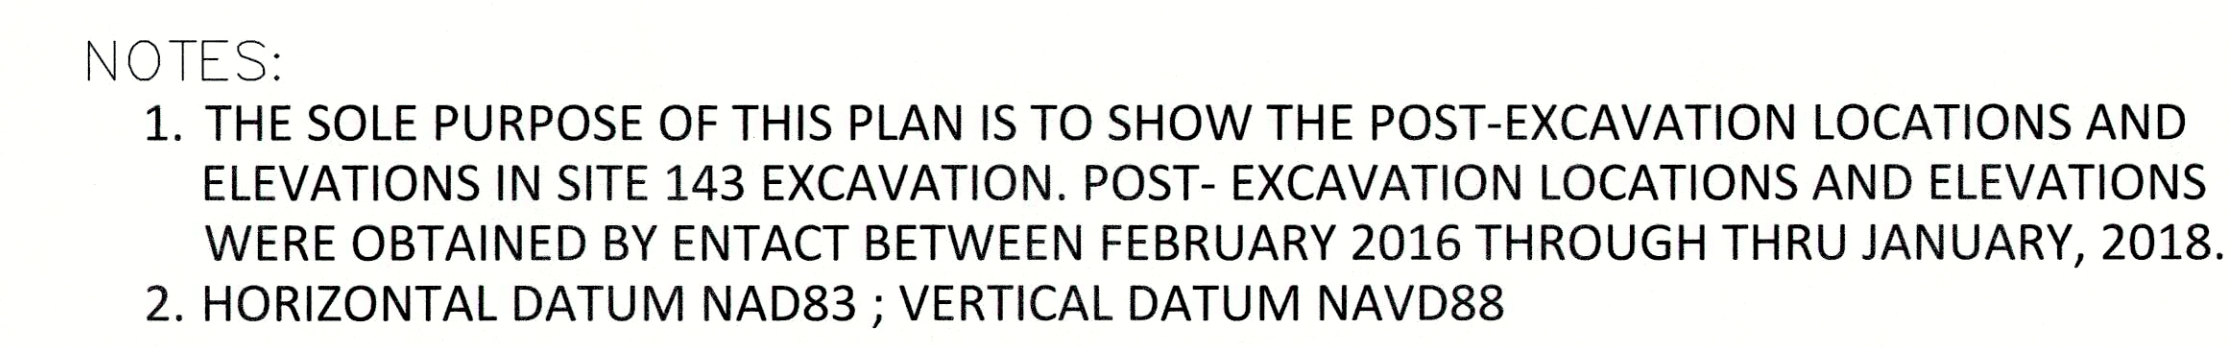 NOTES:
1. THE SOLE PURPOSE OF THIS PLAN IS TO SHOW THE POST-EXCAVATION LOCATIONS AND
ELEVATIONS IN SITE 143 EXCAVATION. POST- EXCAVATION LOCATIONS AND ELEVATIONS
WERE OBTAINED BY ENTACT BETWEEN FEBRUARY 2016 THROUGH THRU JANUARY, 2018.
2. HORIZONTAL DATUM NAD83 ; VERTICAL DATUM NAVD88